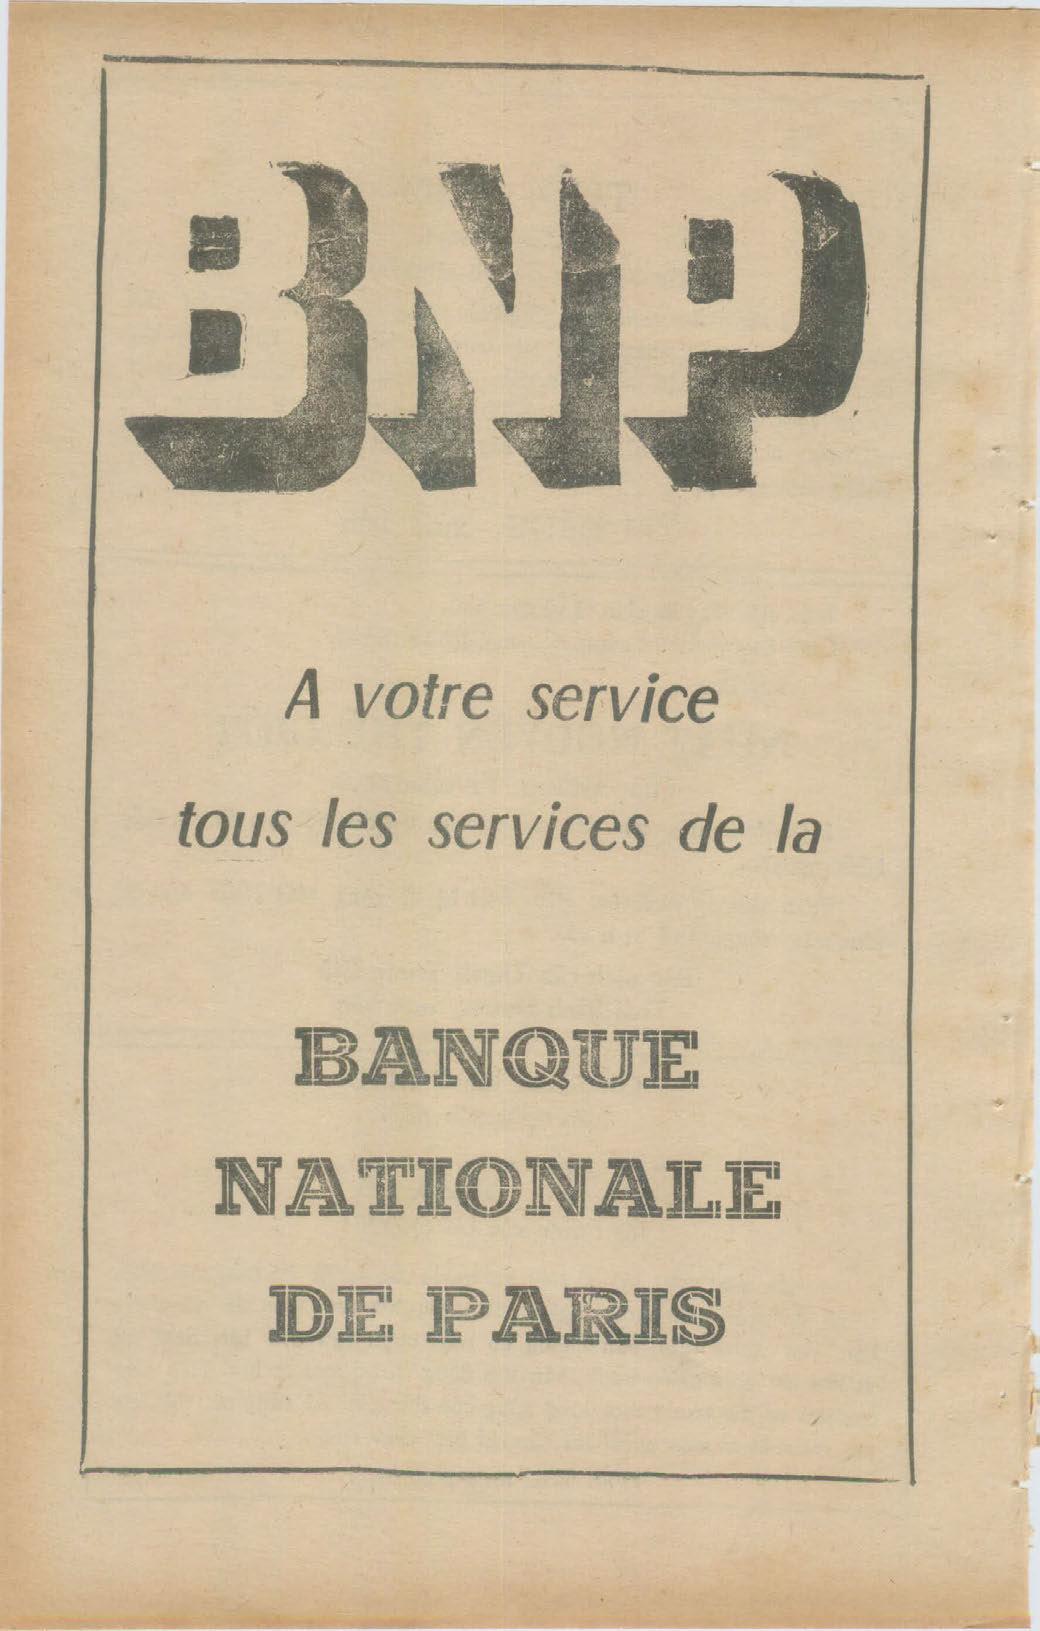 BNP
A votre service
tous les services de la
BANQUE
NATIONALE
DE PARIS